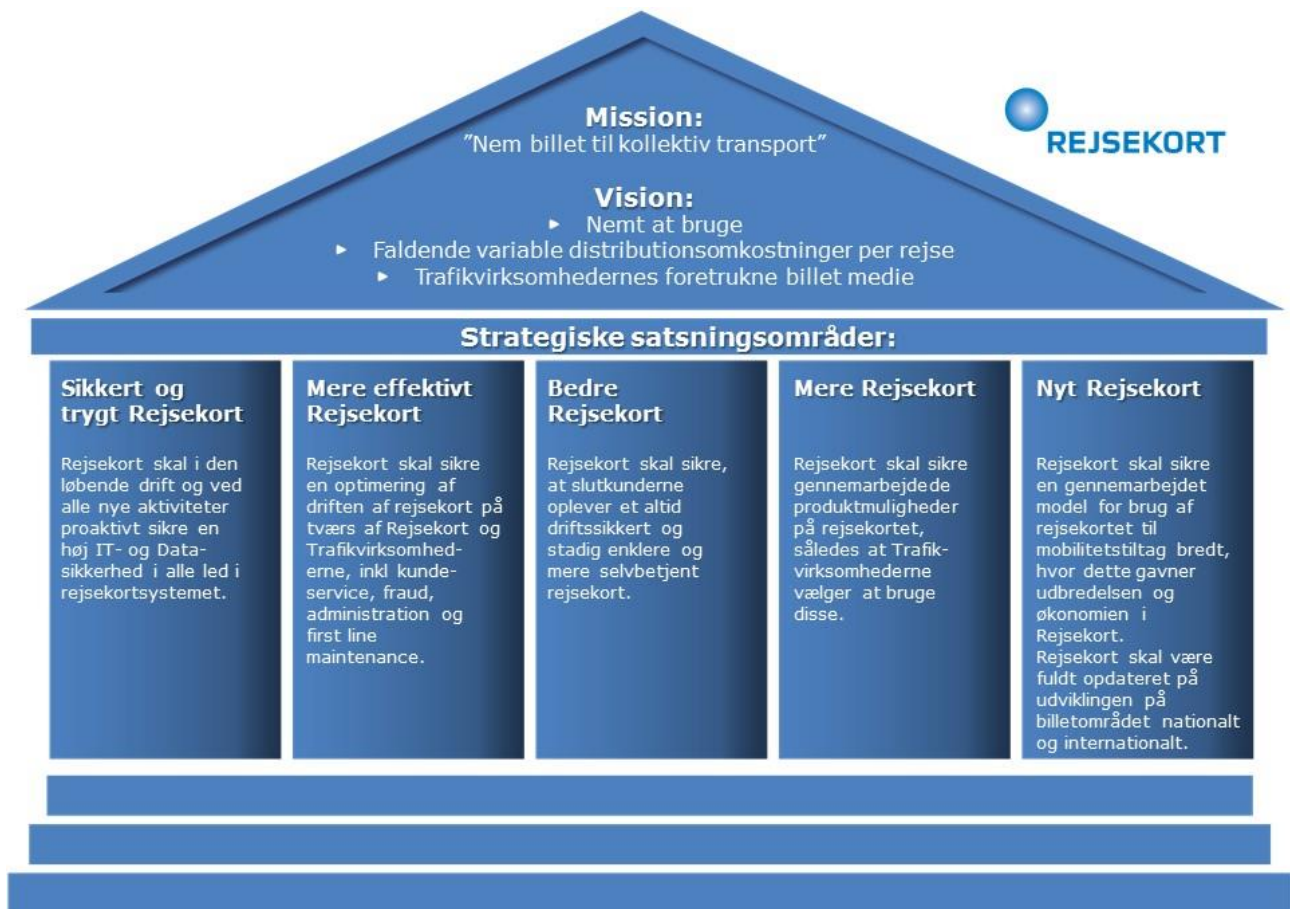 Mission:
”Nem billet til kollektiv transport”
REJSEKORT
Vision:
▸ Nemt at bruge
▸ Faldende variable distributionsomkostninger per rejse
▸ Trafikvirksomhedernes foretrukne billet medie
Strategiske satsningsområder:
Sikkert og
trygt Rejsekort
Rejsekort skal i den
løbende drift og ved
alle nye aktiviteter
proaktivt sikre en
høj IT- og Data-
sikkerhed i alle led i
rejsekortsystemet.
Mere effektivt
Rejsekort
Rejsekort skal sikre
en optimering af
driften af rejsekort på
tværs af Rejsekort og
Trafikvirksomhed-
erne, inkl kunde-
service, fraud,
administration og
first line
maintenance.
Bedre
Rejsekort
Rejsekort skal sikre,
at slutkunderne
oplever et altid
driftssikkert og
stadig enklere og
mere selvbetjent
rejsekort.
Mere Rejsekort
Rejsekort skal sikre
gennemarbejdede
produktmuligheder
på rejsekortet,
således at Trafik-
virksomhederne
vælger at bruge
disse.
Nyt Rejsekort
Rejsekort skal sikre
en gennemarbejdet
model for brug af
rejsekortet til
mobilitetstiltag bredt,
hvor dette gavner
udbredelsen og
økonomien i
Rejsekort.
Rejsekort skal være
fuldt opdateret på
udviklingen på
billetområdet nationalt
og internationalt.